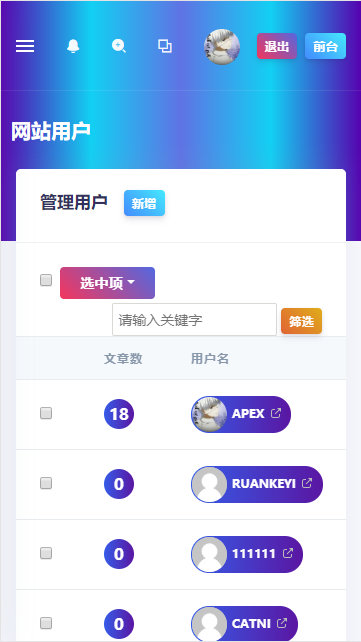 退出 前台
网站用户
管理用户 新增
选中项
请输入关键字 筛选
文章数 用户名
18 APEX
0 RUANKEYI
0 111111
0 CATNI